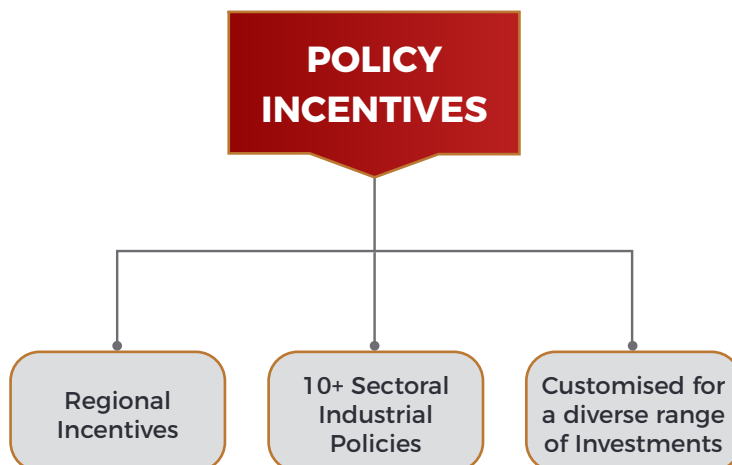 POLICY
INCENTIVES
Regional
Incentives
10+ Sectoral
Industrial
Policies
Customised for
a diverse range
of Investments